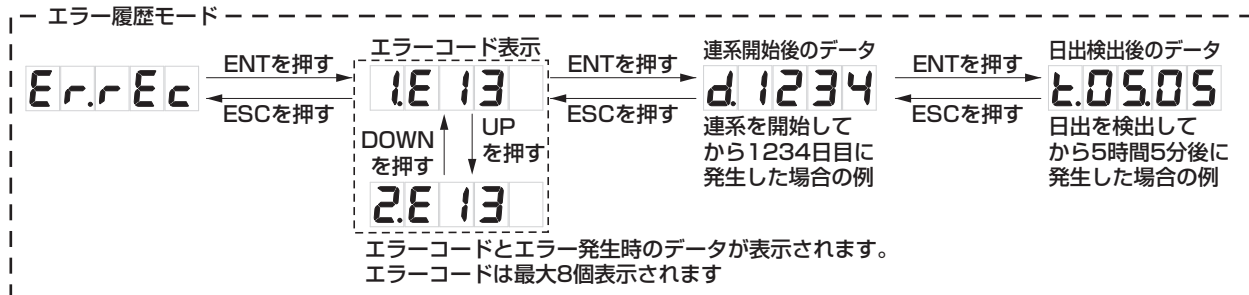 エラー履歴モード
Er.rEc
ENTを押す
ESCを押す
エラーコード表示
1.E13
DOWN
を押す
UP
を押す
2.E13
ENTを押す
ESCを押す
連系開始後のデータ
d.1234
連系を開始して
から1234日目に
発生した場合の例
ENTを押す
ESCを押す
日出検出後のデータ
t.05.05
日出を検出して
から5時間5分後に
発生した場合の例
エラーコードとエラー発生時のデータが表示されます。
エラーコードは最大8個表示されます